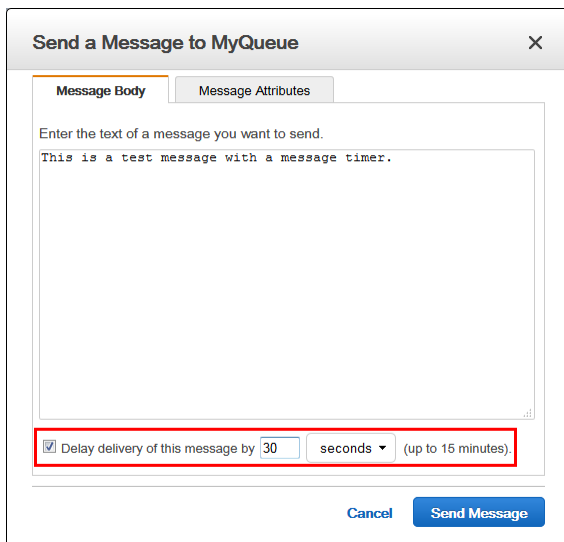 Send a Message to MyQueue
Message Body
Message Attributes
Enter the text of a message you want to send.
This is a test message with a message timer.
Delay delivery of this message by 30 seconds (up to 15 minutes).
Cancel
Send Message